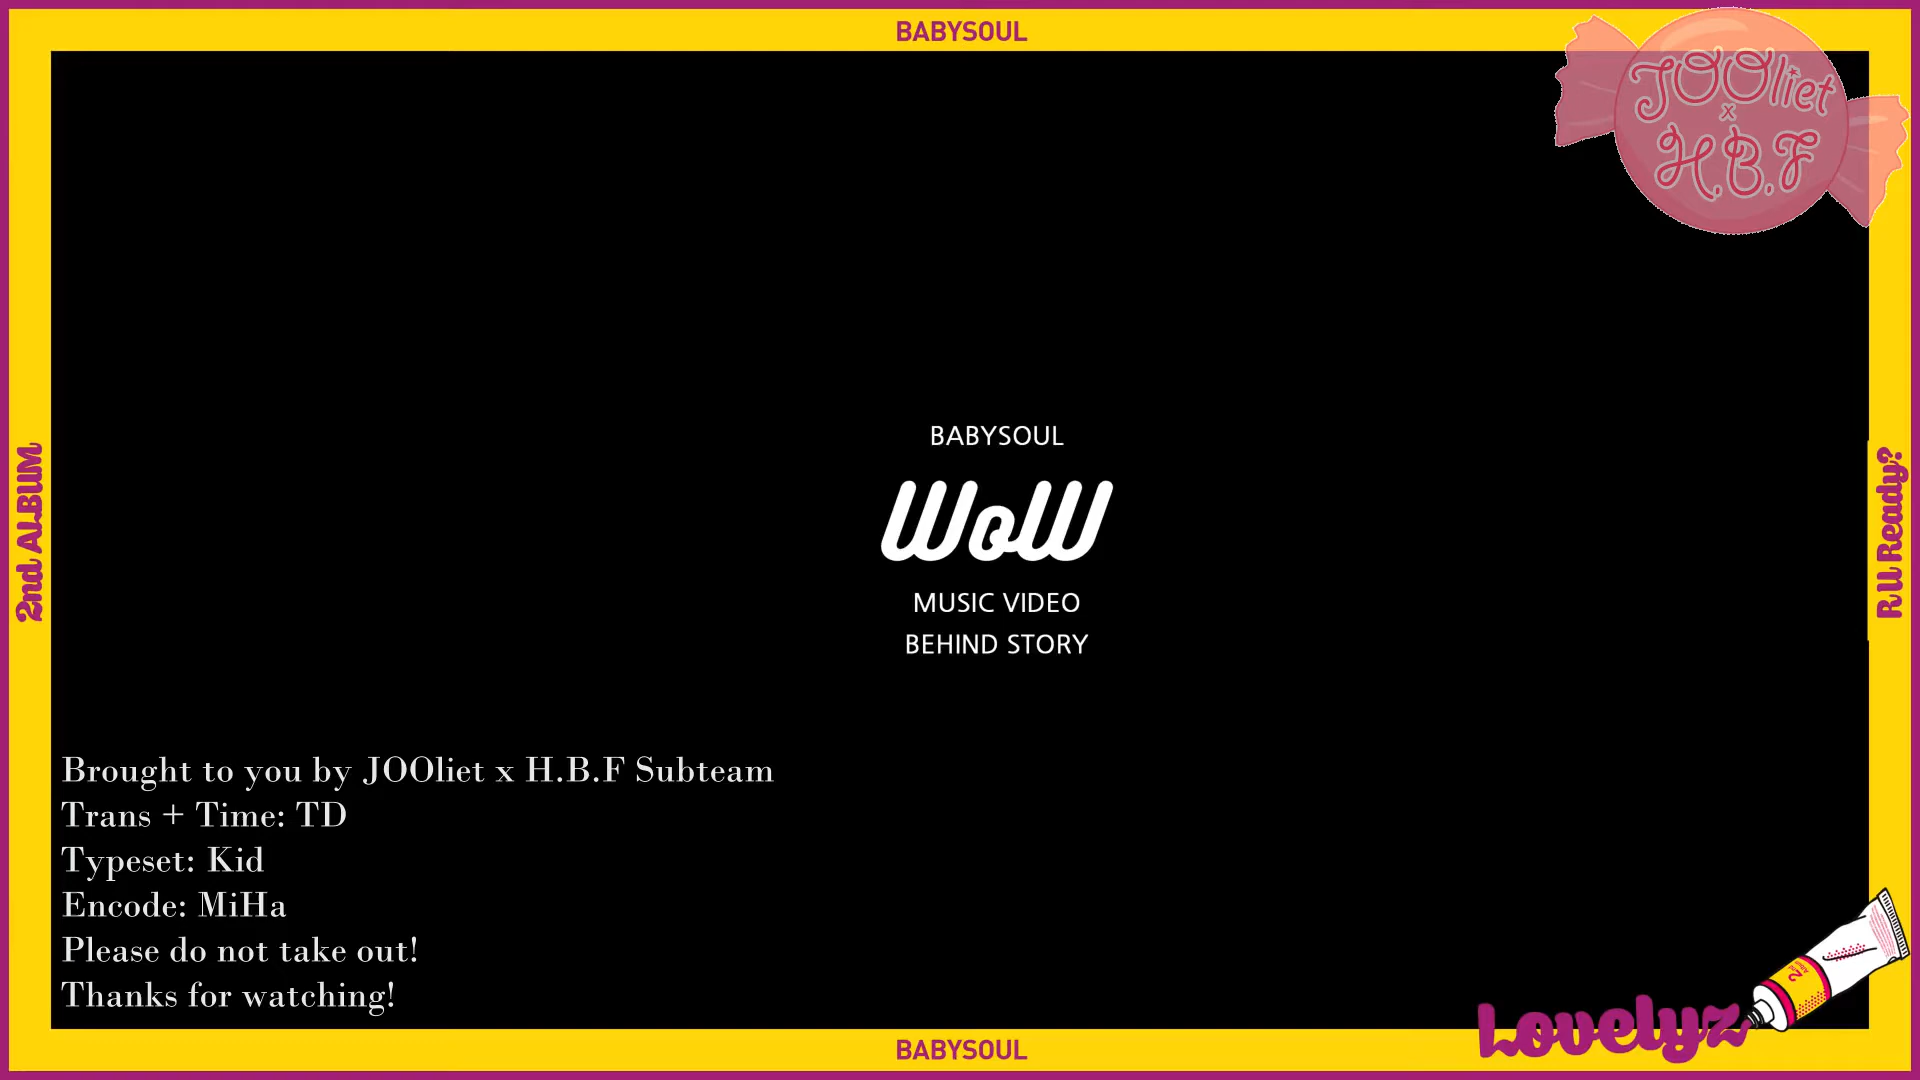 BABYSOUL
JOOliet
x
H.B.F
2nd ALBUM
R U Ready?
BABYSOUL
WoW
MUSIC VIDEO
BEHIND STORY
Brought to you by JOOliet x H.B.F Subteam
Trans + Time: TD
Typeset: Kid
Encode: MiHa
Please do not take out!
Thanks for watching!
Lovelyz
BABYSOUL